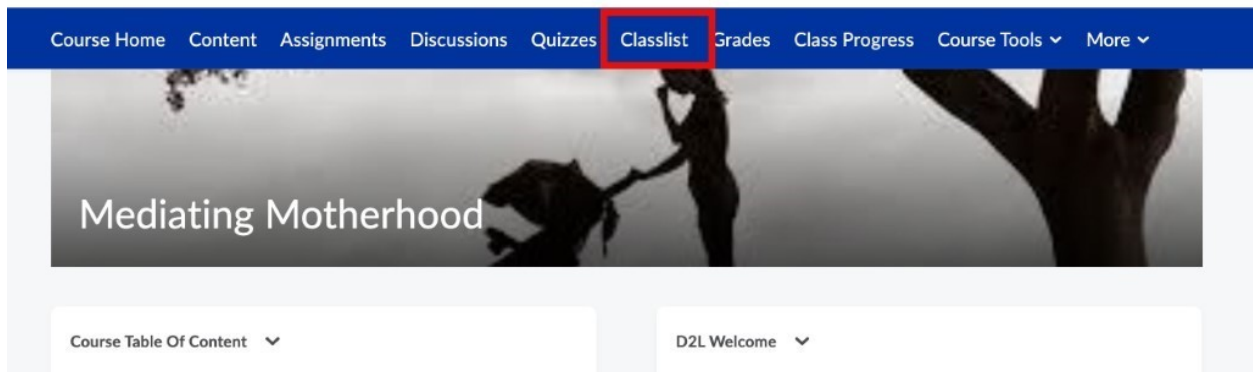 Course Home Content Assignments Discussions Quizzes Classlist Grades Class Progress Course Tools More
Mediating Motherhood
Course Table Of Content
D2L Welcome